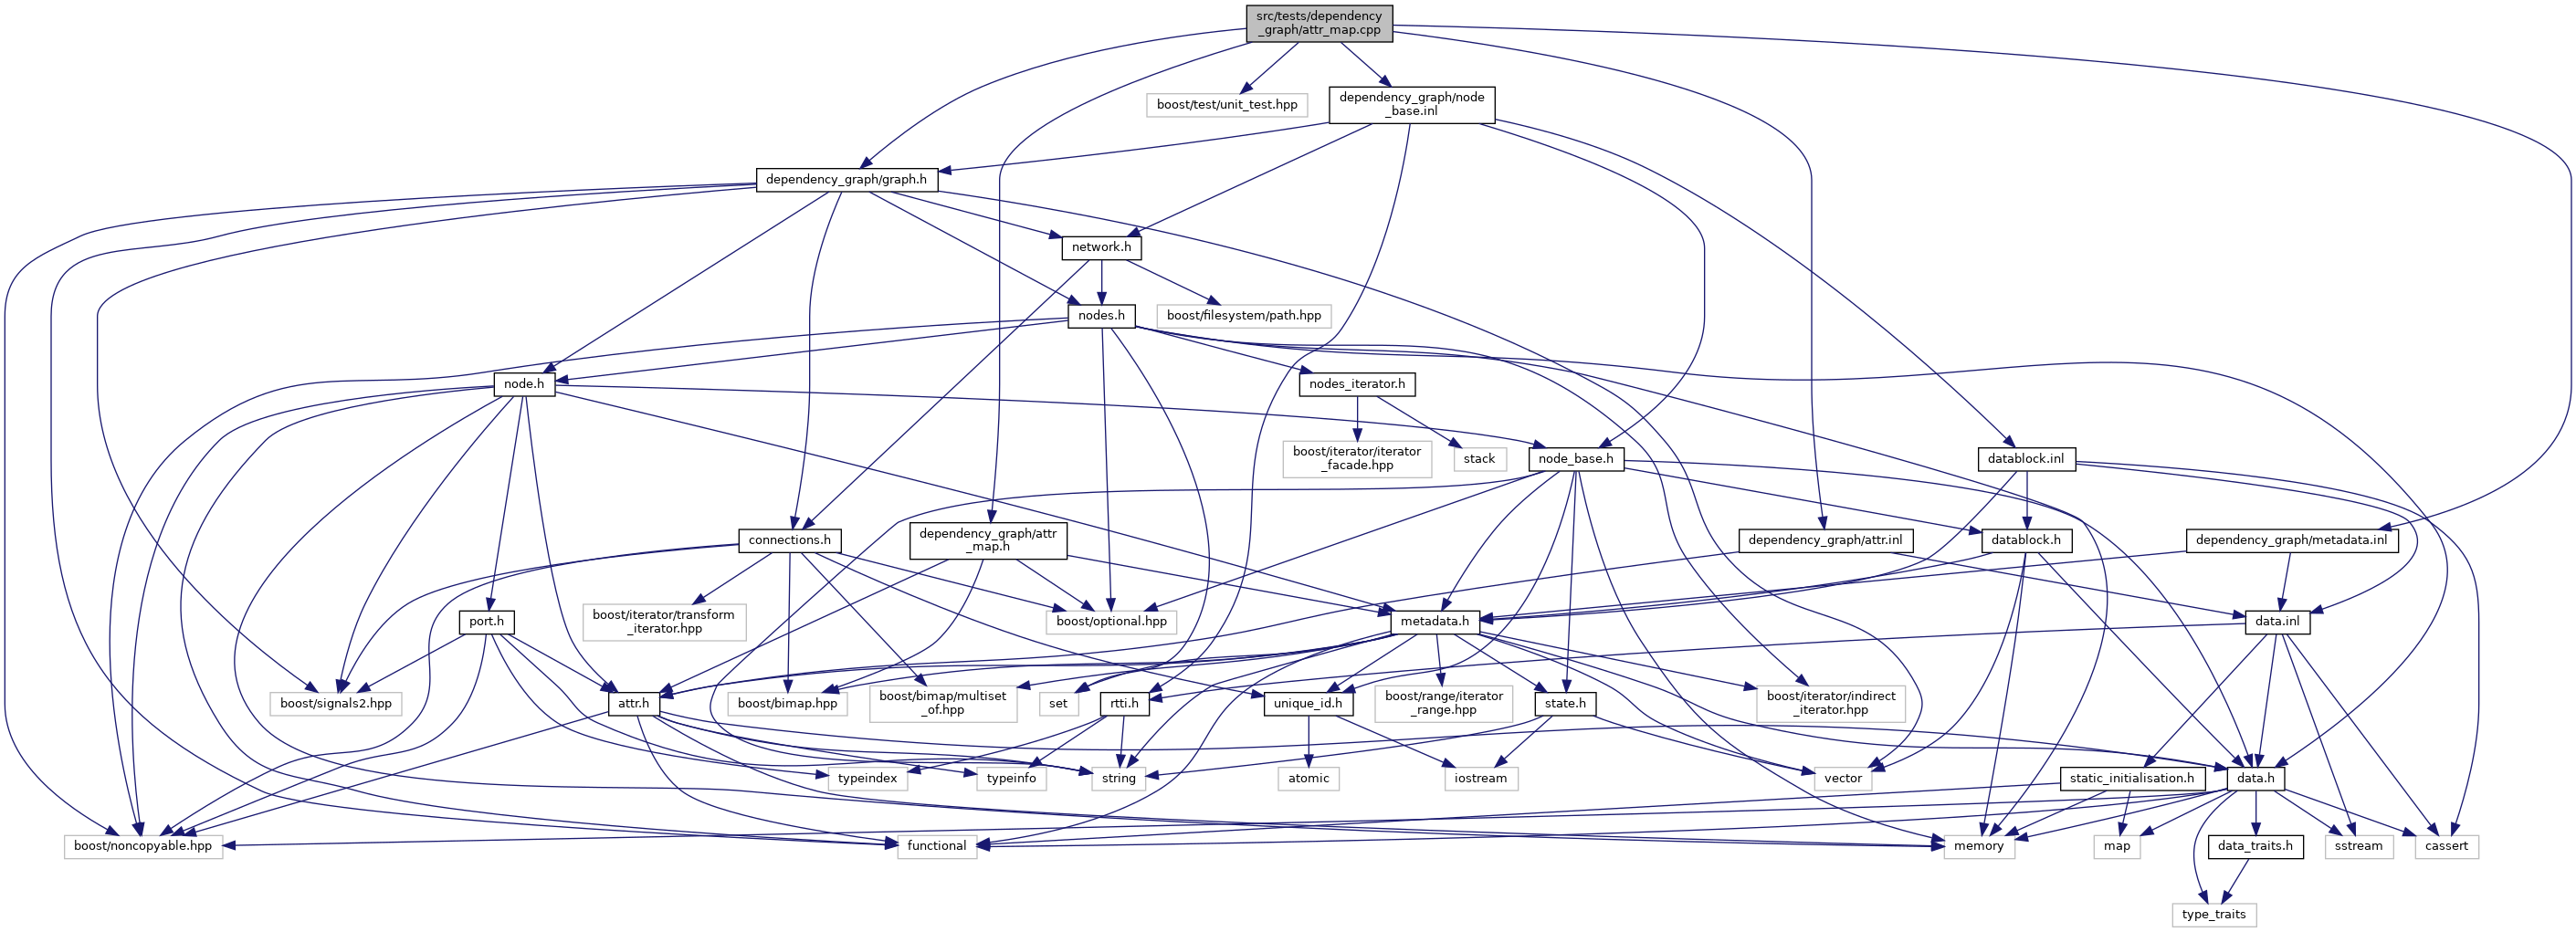 src/tests/dependency
_graph/attr_map.cpp
boost/test/unit_test.hpp
dependency_graph/node
_base.inl
dependency_graph/graph.h
network.h
nodes.h
boost/filesystem/path.hpp
node.h
nodes_iterator.h
boost/iterator/iterator
_facade.hpp
stack
node_base.h
datablock.inl
connections.h
dependency_graph/attr
_map.h
dependency_graph/attr.inl
datablock.h
dependency_graph/metadata.inl
port.h
boost/iterator/transform
_iterator.hpp
boost/optional.hpp
metadata.h
data.inl
boost/signals2.hpp
attr.h
boost/bimap.hpp
boost/bimap/multiset
_of.hpp
set
rtti.h
unique_id.h
boost/range/iterator
_range.hpp
state.h
boost/iterator/indirect
_iterator.hpp
typeindex
typeinfo
string
atomic
iostream
vector
static_initialisation.h
data.h
boost/noncopyable.hpp
functional
memory
map
data_traits.h
sstream
cassert
type_traits